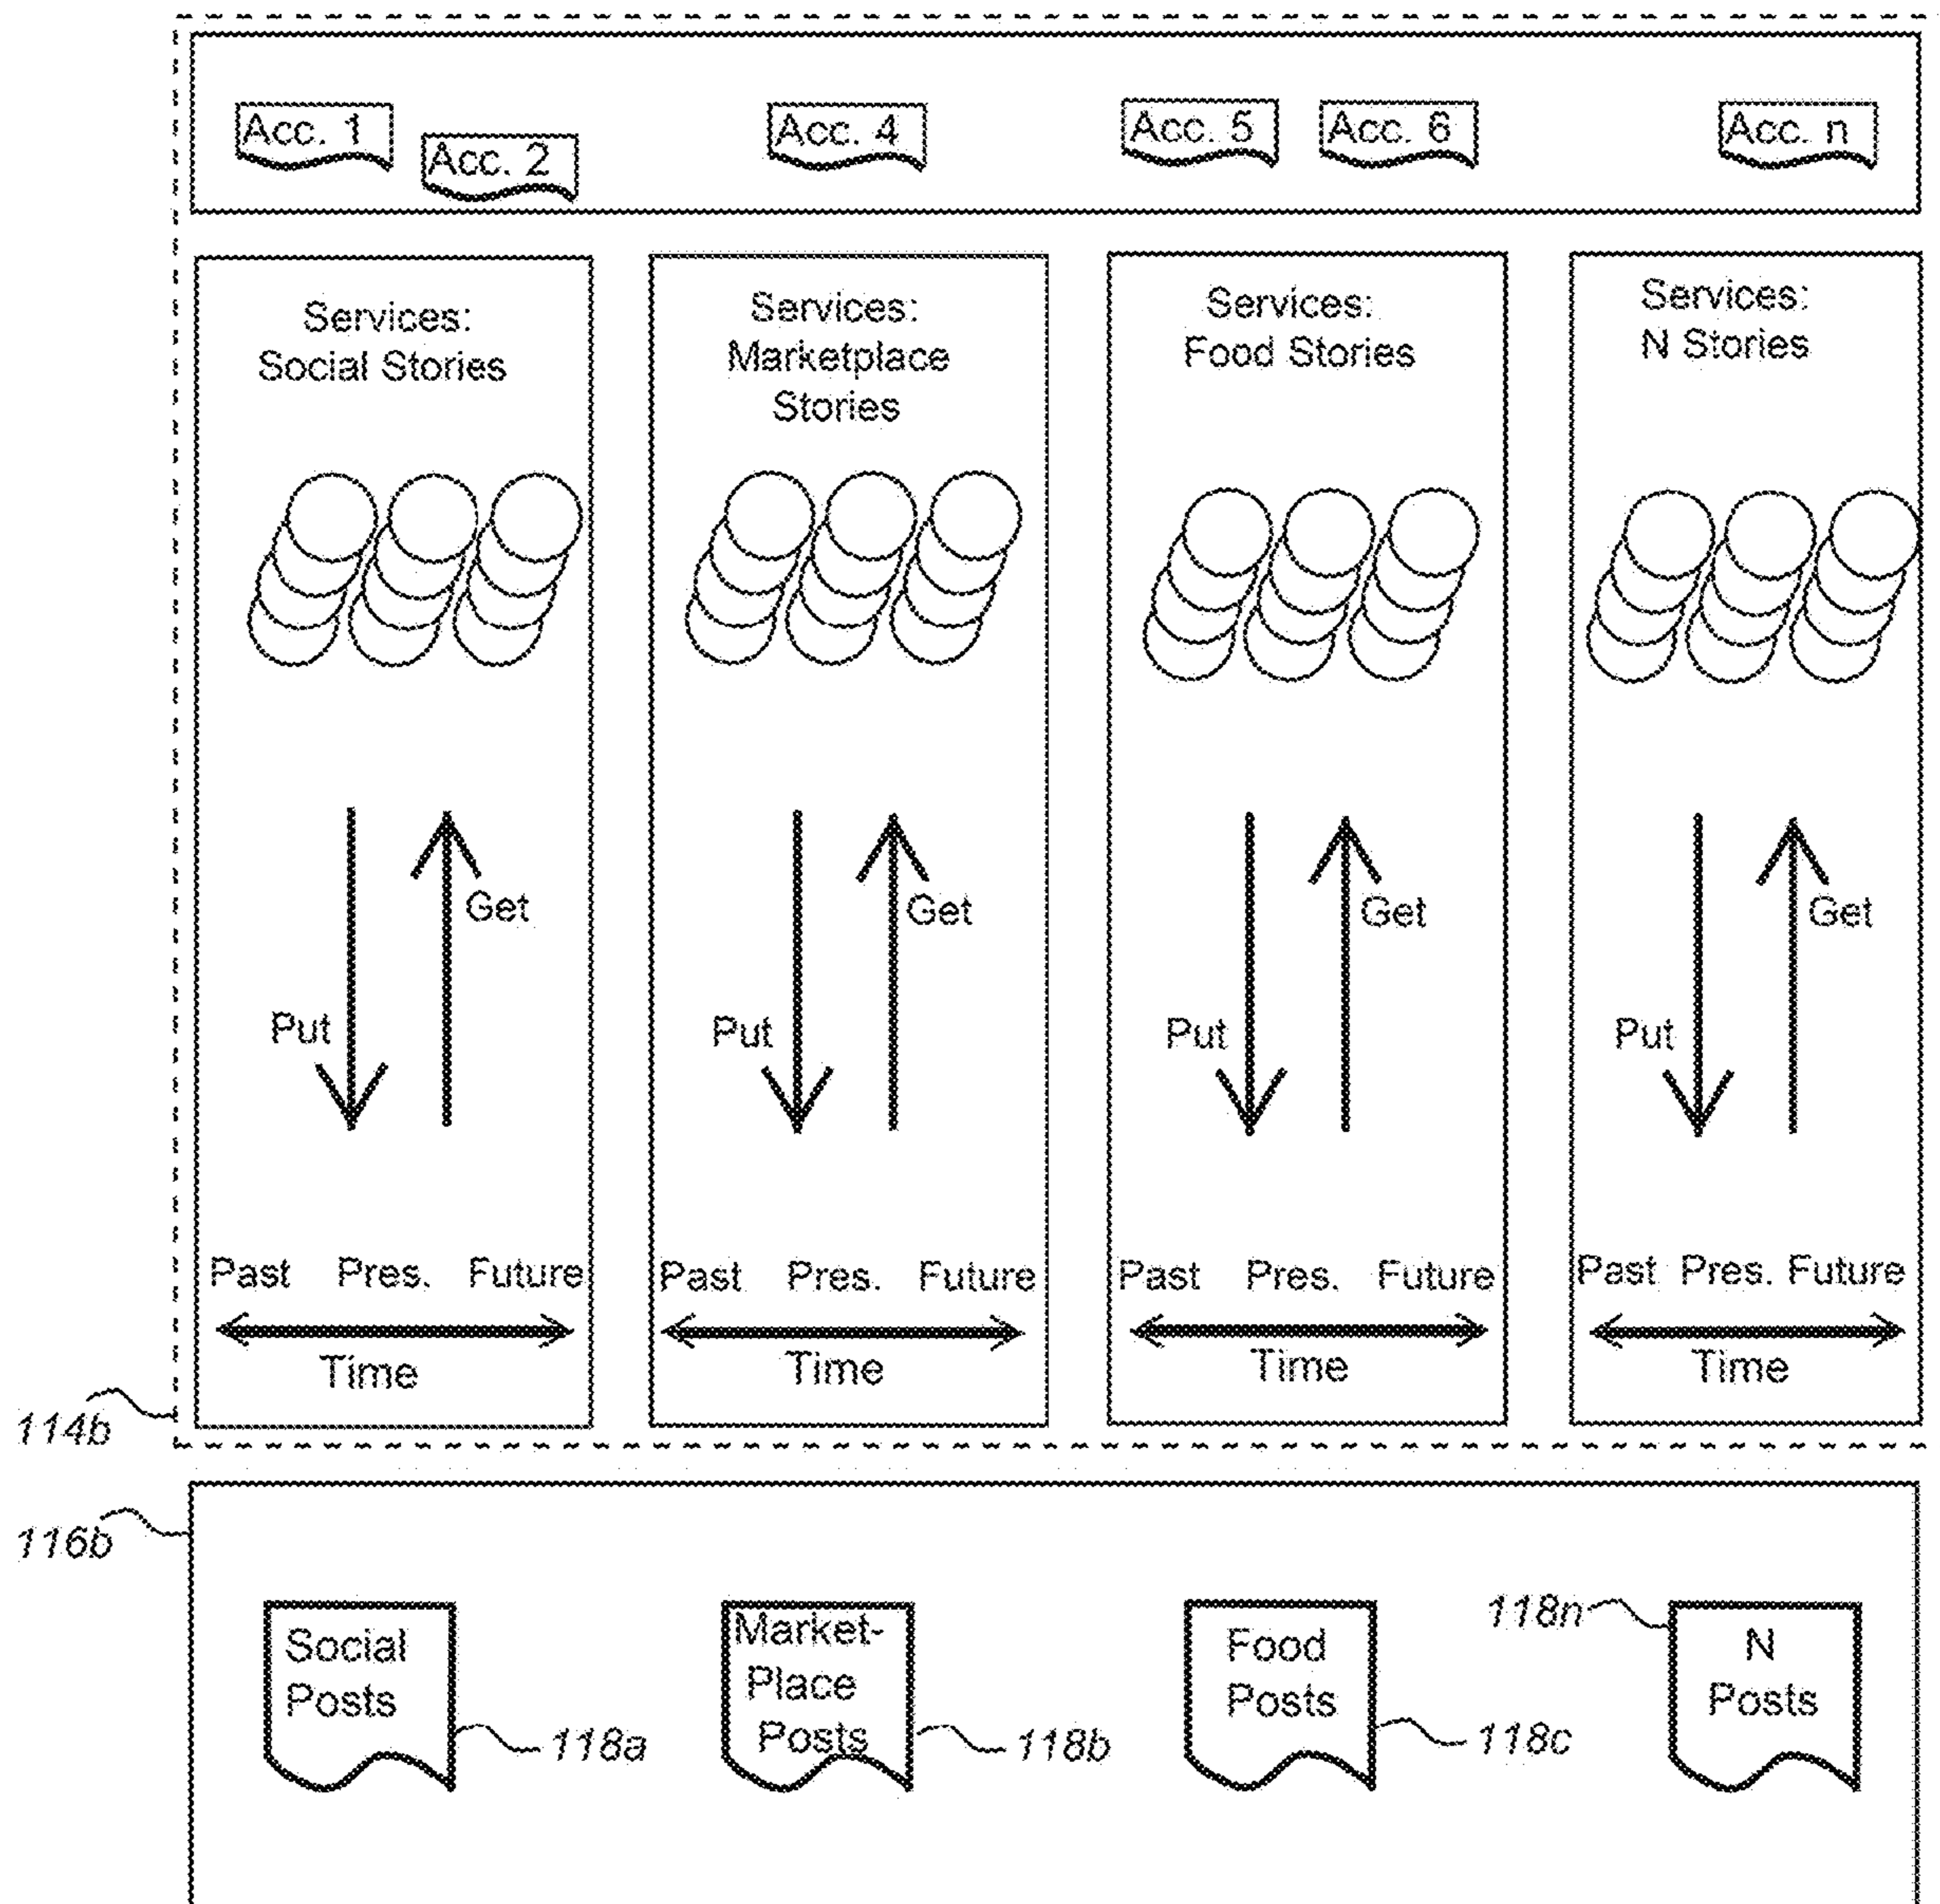 Acc. 1
Acc. 2
Acc. 4
Acc. 5
Acc. 6
Acc. n
Services:
Social Stories
Services:
Marketplace
Stories
Services:
Food Stories
Services:
N Stories
Get
Put
Get
Put
Get
Put
Get
Put
Past Pres. Future
Time
Past Pres. Future
Time
Past Pres. Future
Time
Past Pres. Future
Time
114b
116b
Social
Posts
118a
Market-
Place
Posts
118b
Food
Posts
118c
118n
N
Posts